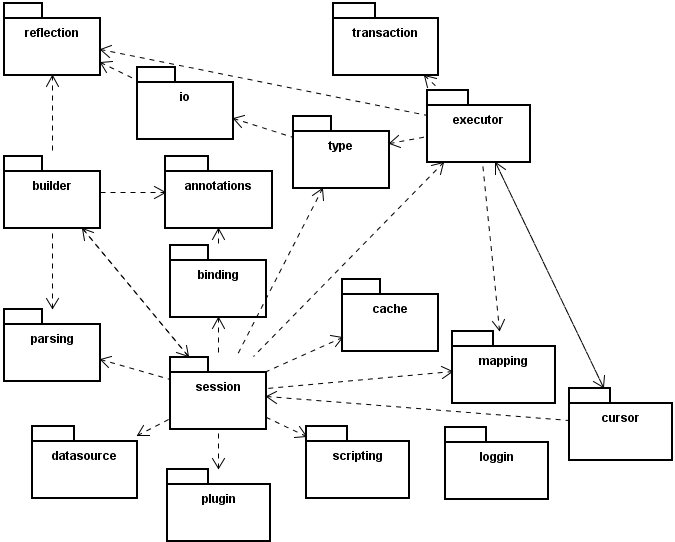 reflection
transaction
io
executor
type
builder
annotations
binding
cache
parsing
mapping
session
cursor
datasource
scripting
loggin
plugin